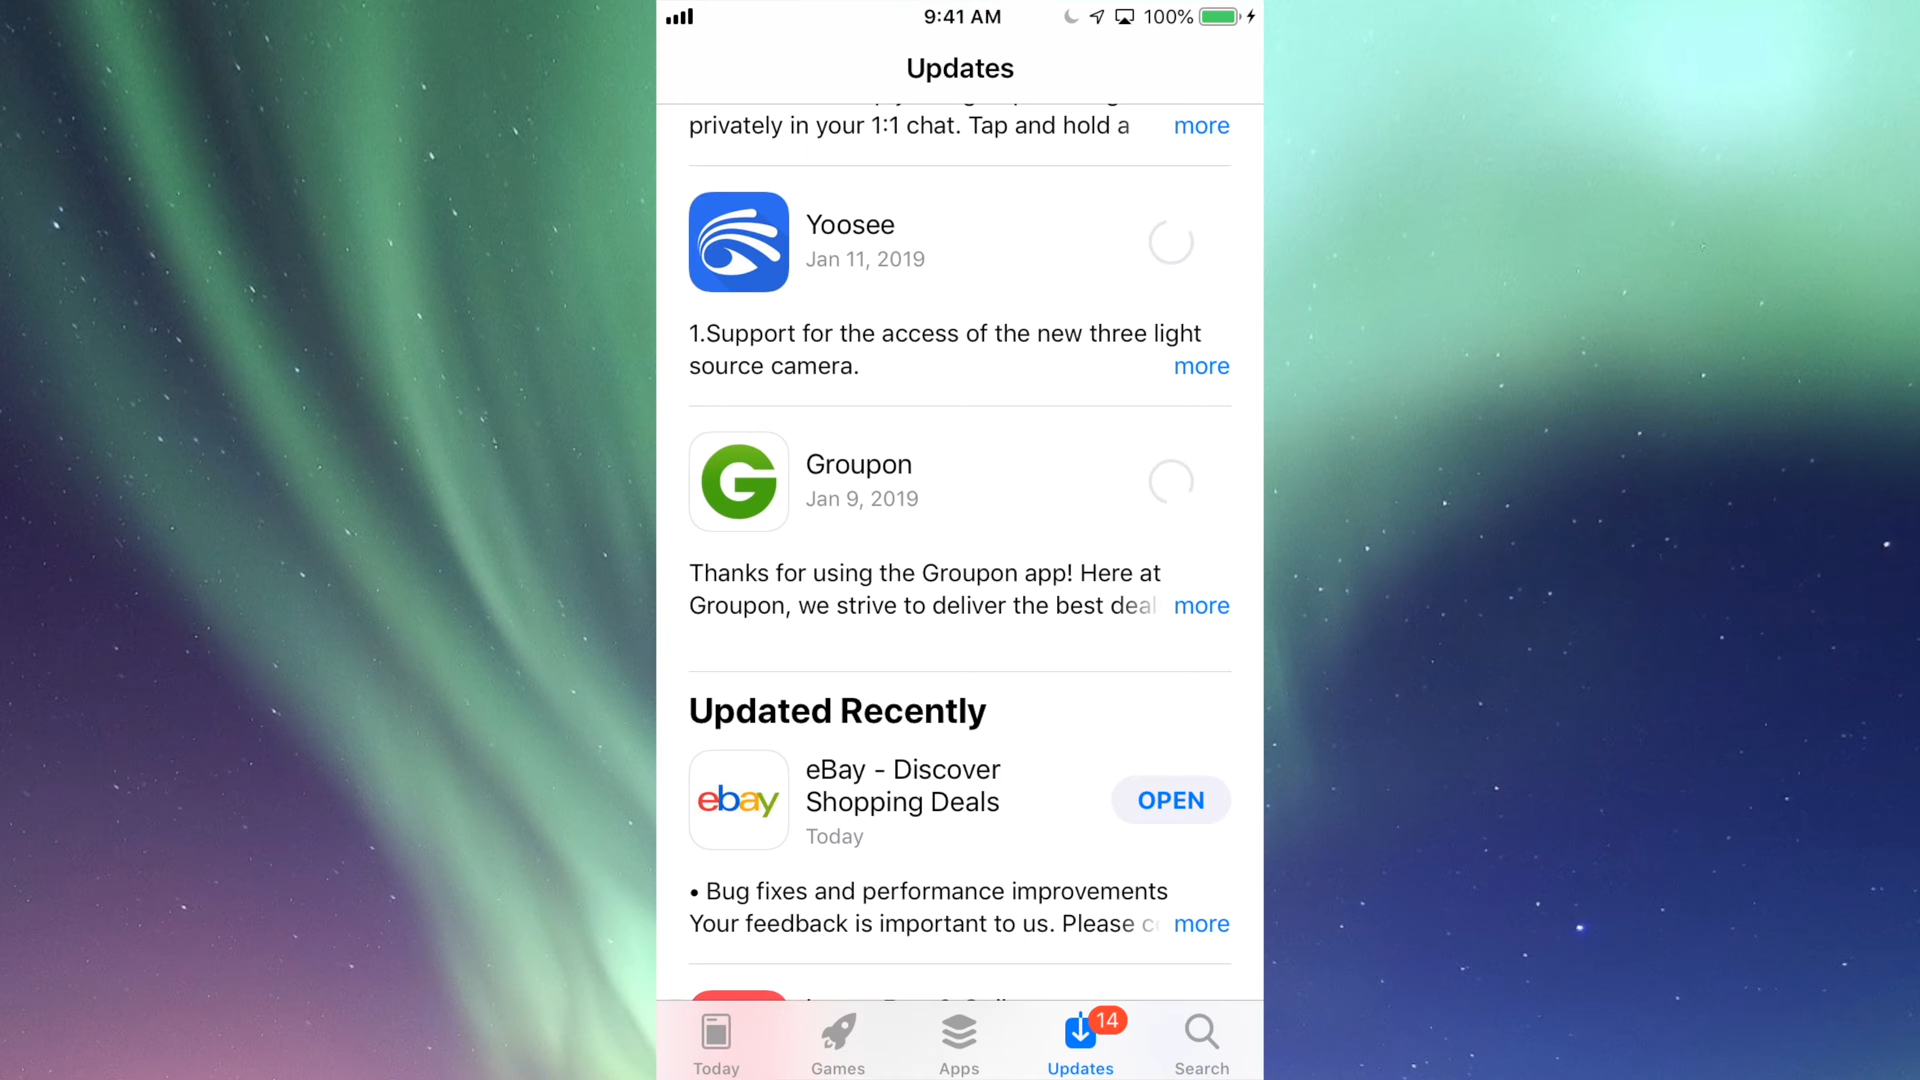 9:41 AM
100%
Updates
privately in your 1:1 chat. Tap and hold a more
Yoosee
Jan 11, 2019
1.Support for the access of the new three light
source camera. more
G
Groupon
Jan 9, 2019
Thanks for using the Groupon app! Here at
Groupon, we strive to deliver the best deal more
Updated Recently
ebay
eBay - Discover
Shopping Deals
Today
OPEN
• Bug fixes and performance improvements
Your feedback is important to us. Please more
14
Today Games Apps Updates Search